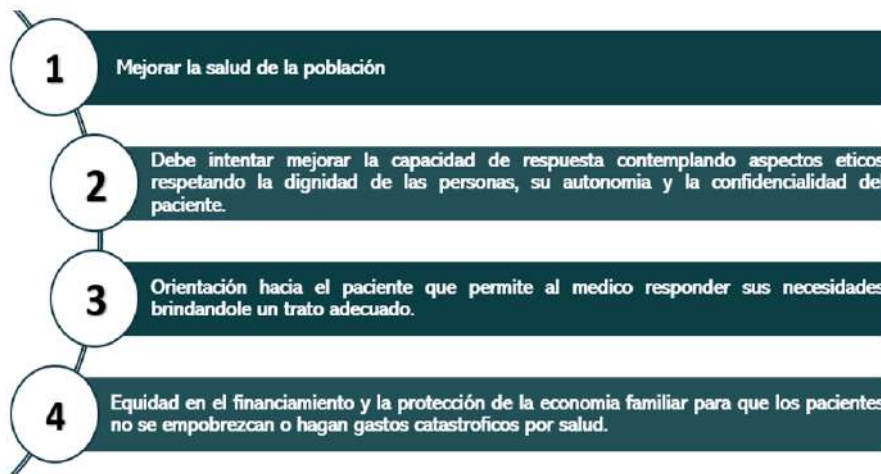 1
Mejorar la salud de la población
2
Debe intentar mejorar la capacidad de respuesta contemplando aspectos eticos
respetando la dignidad de las personas, su autonomia y la confidencialidad del
paciente.
3
Orientación hacia el paciente que permite al medico responder sus necesidades
brindandole un trato adecuado.
4
Equidad en el financiamiento y la protección de la economia familiar para que los pacientes
no se empobrezcan o hagan gastos catastroficos por salud.